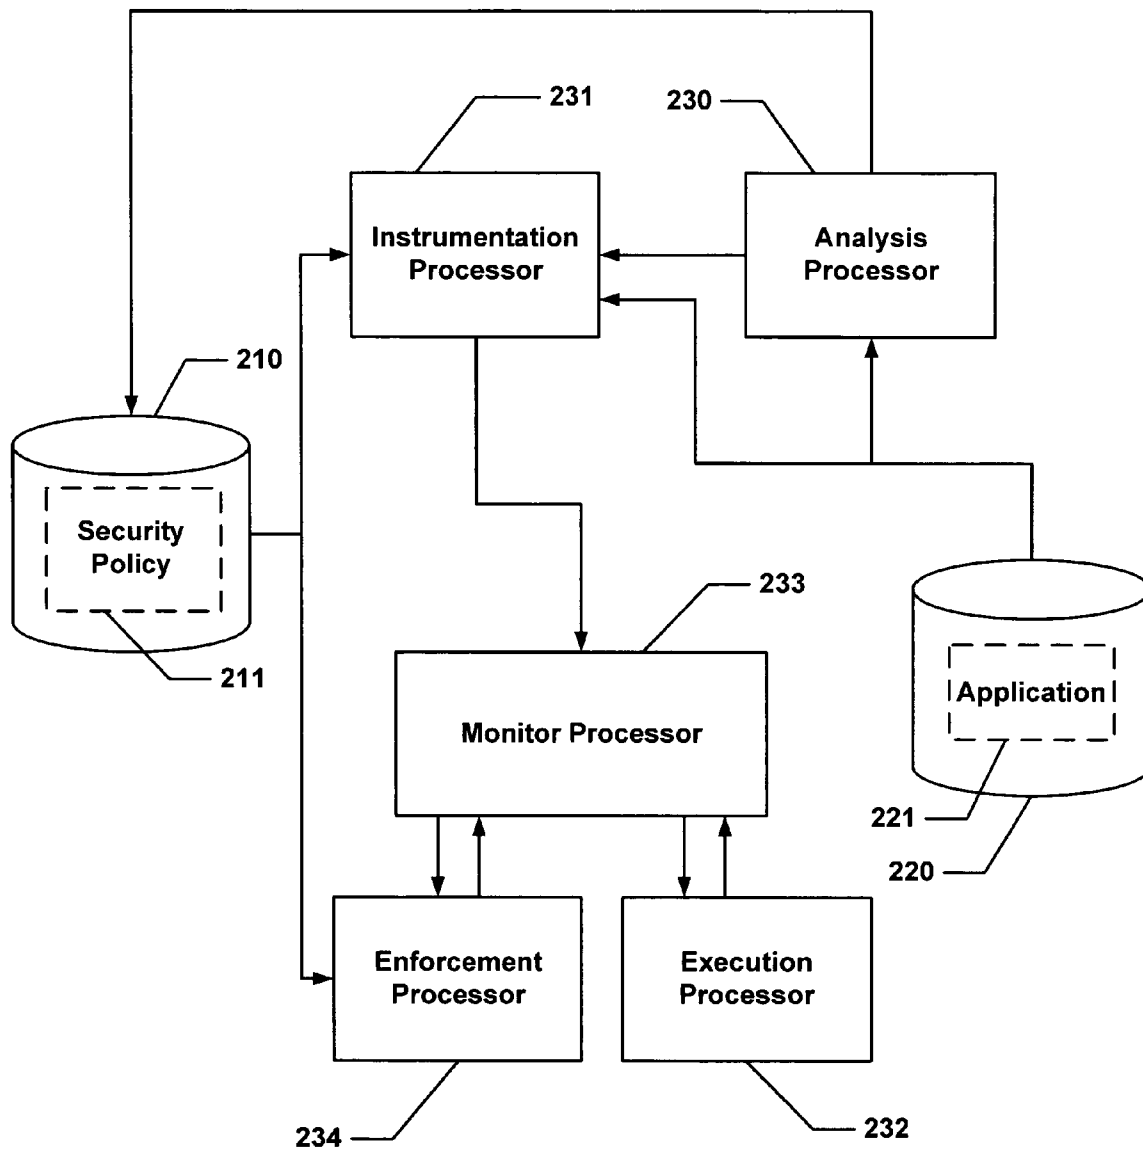 231
230
Instrumentation
Processor
Analysis
Processor
210
Security
Policy
211
233
Monitor Processor
Application
221
220
Enforcement
Processor
Execution
Processor
234
232